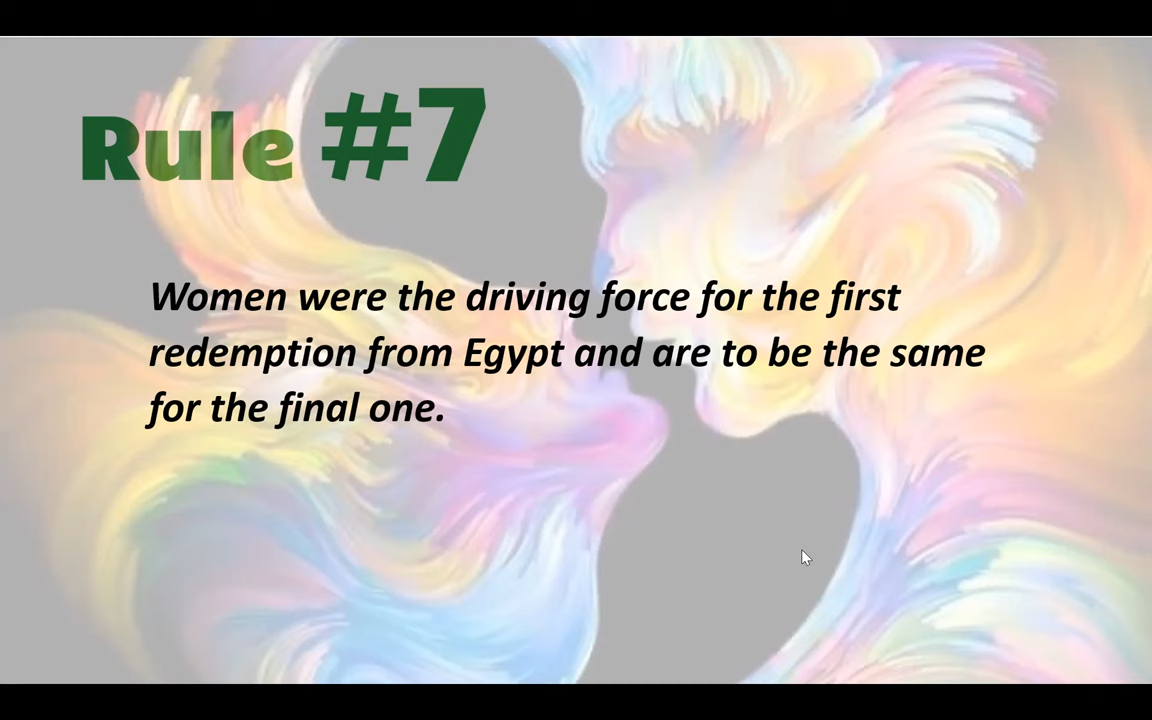 Rule #7
Women were the driving force for the first
redemption from Egypt and are to be the same
for the final one.